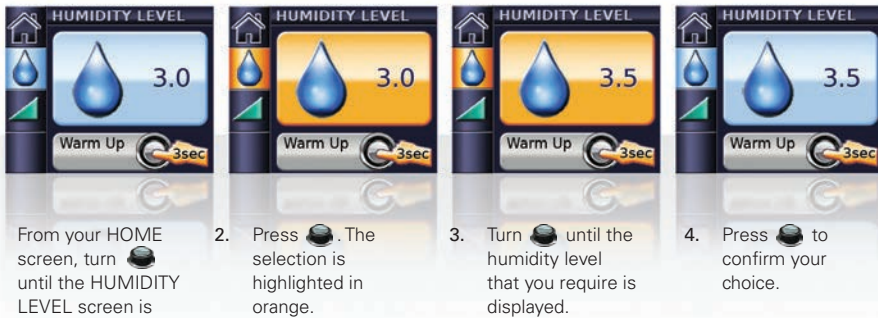 HUMIDITY LEVEL
3.0
Warm Up
3sec
HUMIDITY LEVEL
3.0
Warm Up
3sec
HUMIDITY LEVEL
3.5
Warm Up
3sec
HUMIDITY LEVEL
3.5
Warm Up
3sec
From your HOME
screen, turn
until the HUMIDITY
LEVEL screen is
2. Press . The
selection is
highlighted in
orange.
3. Turn until the
humidity level
that you require is
displayed.
4. Press to
confirm your
choice.